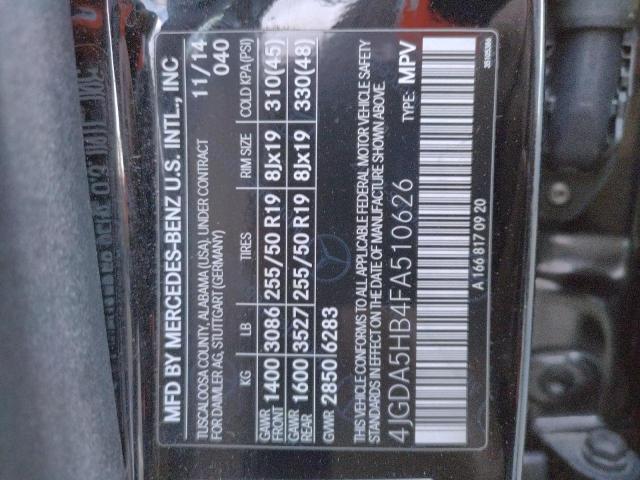 MFD BY MERCEDES-BENZ U.S. INTL., INC
TUSCALOOSA COUNTY, ALABAMA (USA), UNDER CONTRACT 11/14
FOR DAIMLER AG, STUTTGART (GERMANY) 040
KG LB TIRES RIM SIZE COLD KPA (PSI)
GAWR FRONT 1400 3086 255/50 R19 8Jx19 310(45)
GAWR REAR 1600 3527 255/50 R19 8Jx19 330(48)
GVWR 2850 6283
THIS VEHICLE CONFORMS TO ALL APPLICABLE FEDERAL MOTOR VEHICLE SAFETY
STANDARDS IN EFFECT ON THE DATE OF MANUFACTURE SHOWN ABOVE.
4JGDA5HB4FA510626 TYPE: MPV
A 166 817 09 20